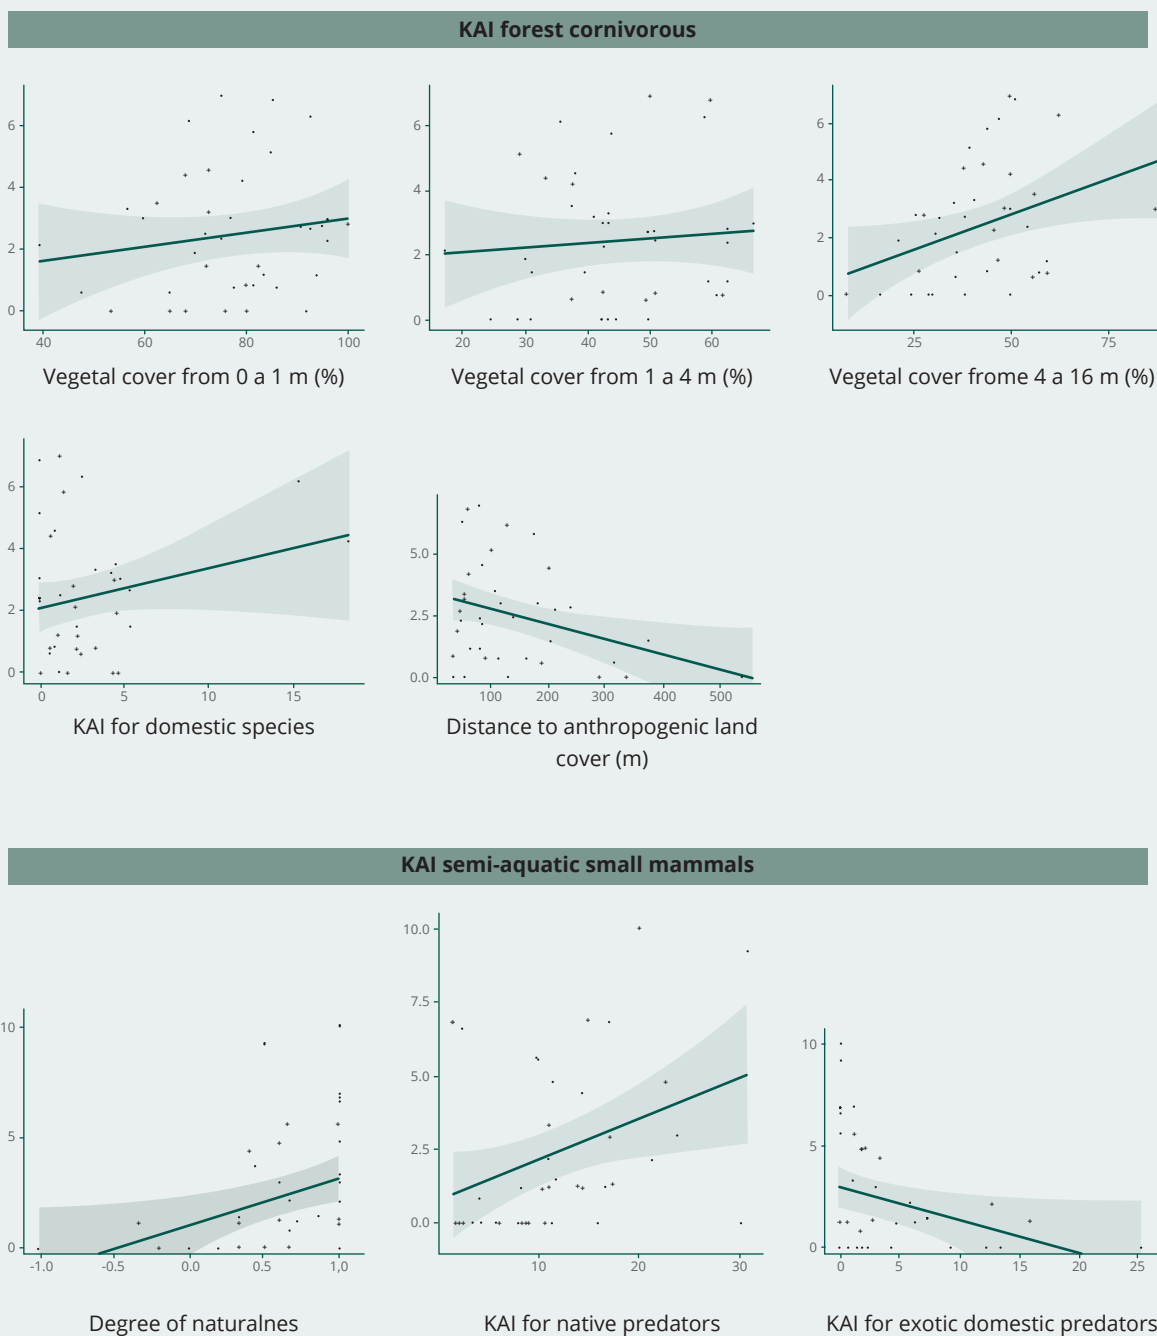 KAI forest cornivorous
6
4
2
0
40 60 80 100
Vegetal cover from 0 a 1 m (%)
6
4
2
0
20 30 40 50 60
Vegetal cover from 1 a 4 m (%)
6
4
2
0
25 50 75
Vegetal cover frome 4 a 16 m (%)
6
4
2
0
0 5 10 15
KAI for domestic species
5.0
2.5
0.0
100 200 300 400 500
Distance to anthropogenic land
cover (m)
KAI semi-aquatic small mammals
10
5
0
-1.0 -0.5 0.0 0.5 1,0
Degree of naturalnes
10.0
7.5
5.0
2.5
0.0
10 20 30
KAI for native predators
10
5
0
0 5 10 15 20 25
KAI for exotic domestic predators